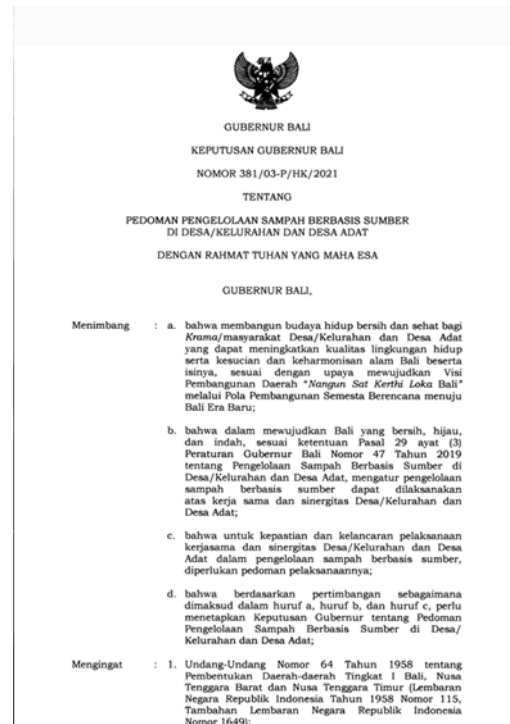 GUBERNUR BALI
KEPUTUSAN GUBERNUR BALI
NOMOR 381/03-P/HK/2021
TENTANG
PEDOMAN PENGELOLAAN SAMPAH BERBASIS SUMBER
DI DESA/KELURAHAN DAN DESA ADAT
DENGAN RAHMAT TUHAN YANG MAHA ESA
GUBERNUR BALI,
Menimbang : a. bahwa membangun budaya hidup bersih dan sehat bagi
Krama/masyarakat Desa/Kelurahan dan Desa Adat
yang dapat meningkatkan kualitas lingkungan hidup
serta kesucian dan keharmonisan alam Bali beserta
isinya, sesuai dengan upaya mewujudkan Visi
Pembangunan Daerah "Nangun Sat Kerthi Loka Bali"
melalui Pola Pembangunan Semesta Berencana menuju
Bali Era Baru;
b. bahwa dalam mewujudkan Bali yang bersih, hijau,
dan indah, sesuai ketentuan Pasal 29 ayat (3)
Peraturan Gubernur Bali Nomor 47 Tahun 2019
tentang Pengelolaan Sampah Berbasis Sumber di
Desa/Kelurahan dan Desa Adat, mengatur pengelolaan
sampah berbasis sumber dapat dilaksanakan
atas kerja sama dan sinergitas Desa/Kelurahan dan
Desa Adat;
c. bahwa untuk kepastian dan kelancaran pelaksanaan
kerjasama dan sinergitas Desa/Kelurahan dan Desa
Adat dalam pengelolaan sampah berbasis sumber,
diperlukan pedoman pelaksanaannya;
d. bahwa berdasarkan pertimbangan sebagaimana
dimaksud dalam huruf a, huruf b, dan huruf c, perlu
menetapkan Keputusan Gubernur tentang Pedoman
Pengelolaan Sampah Berbasis Sumber di Desa/
Kelurahan dan Desa Adat;
Mengingat : 1. Undang-Undang Nomor 64 Tahun 1958 tentang
Pembentukan Daerah-daerah Tingkat I Bali, Nusa
Tenggara Barat dan Nusa Tenggara Timur (Lembaran
Negara Republik Indonesia Tahun 1958 Nomor 115,
Tambahan Lembaran Negara Republik Indonesia
Nomor 1649);